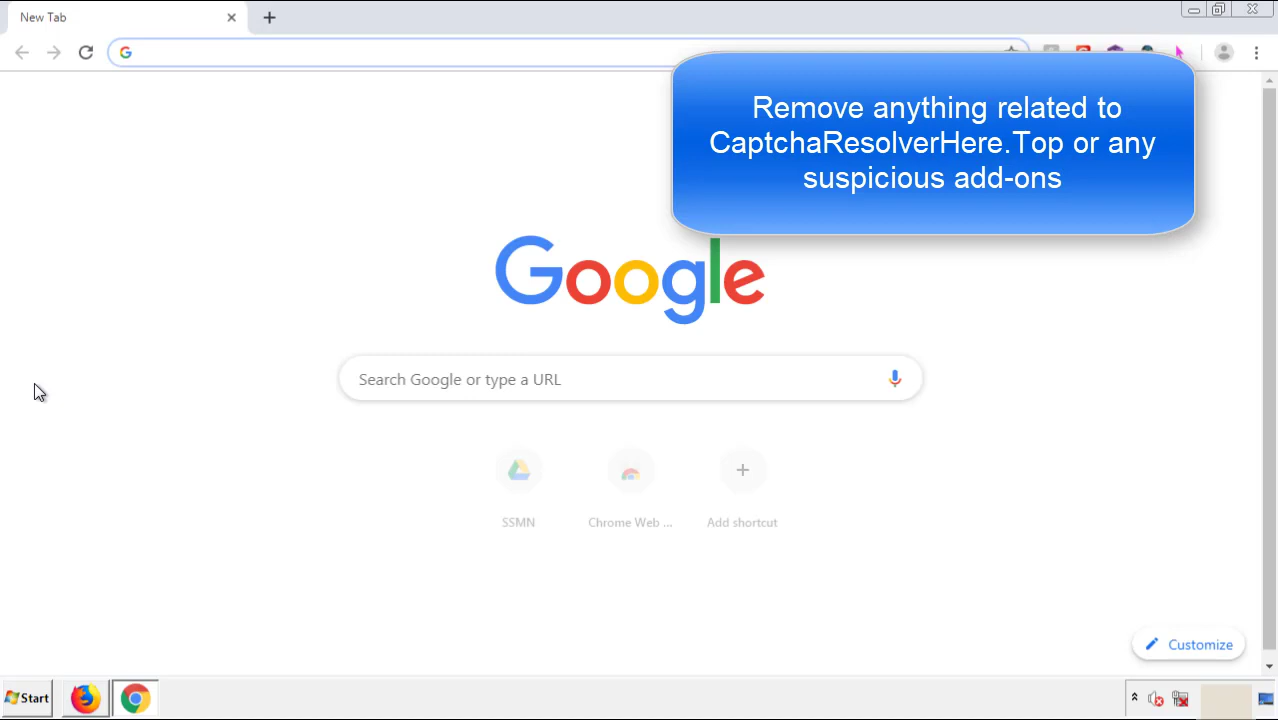 New Tab
Remove anything related to
CaptchaResolverHere.Top or any
suspicious add-ons
Google
Search Google or type a URL
SSMN
Chrome Web ...
Add shortcut
Customize
Start